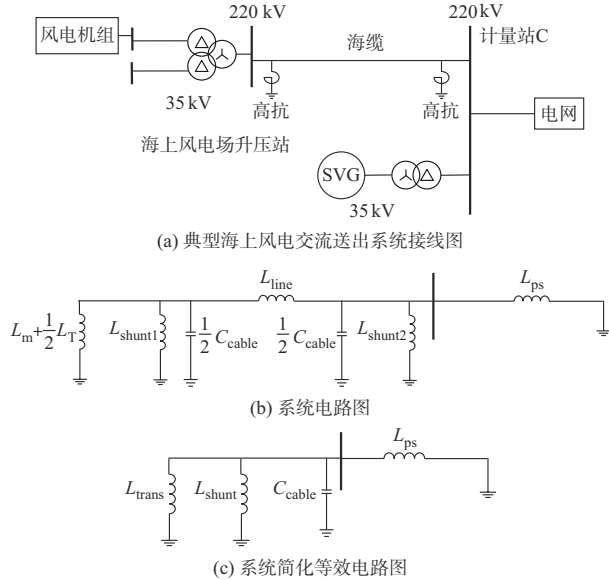 220 kV
220 kV
风电机组
海缆
计量站C
35 kV
高抗
高抗
电网
海上风电场升压站
SVG
35 kV
(a) 典型海上风电交流送出系统接线图
L_line
L_ps
L_m+1/2 L_T
L_shunt1
1/2 C_cable
1/2 C_cable
L_shunt2
(b) 系统电路图
L_ps
L_trans
L_shunt
C_cable
(c) 系统简化等效电路图